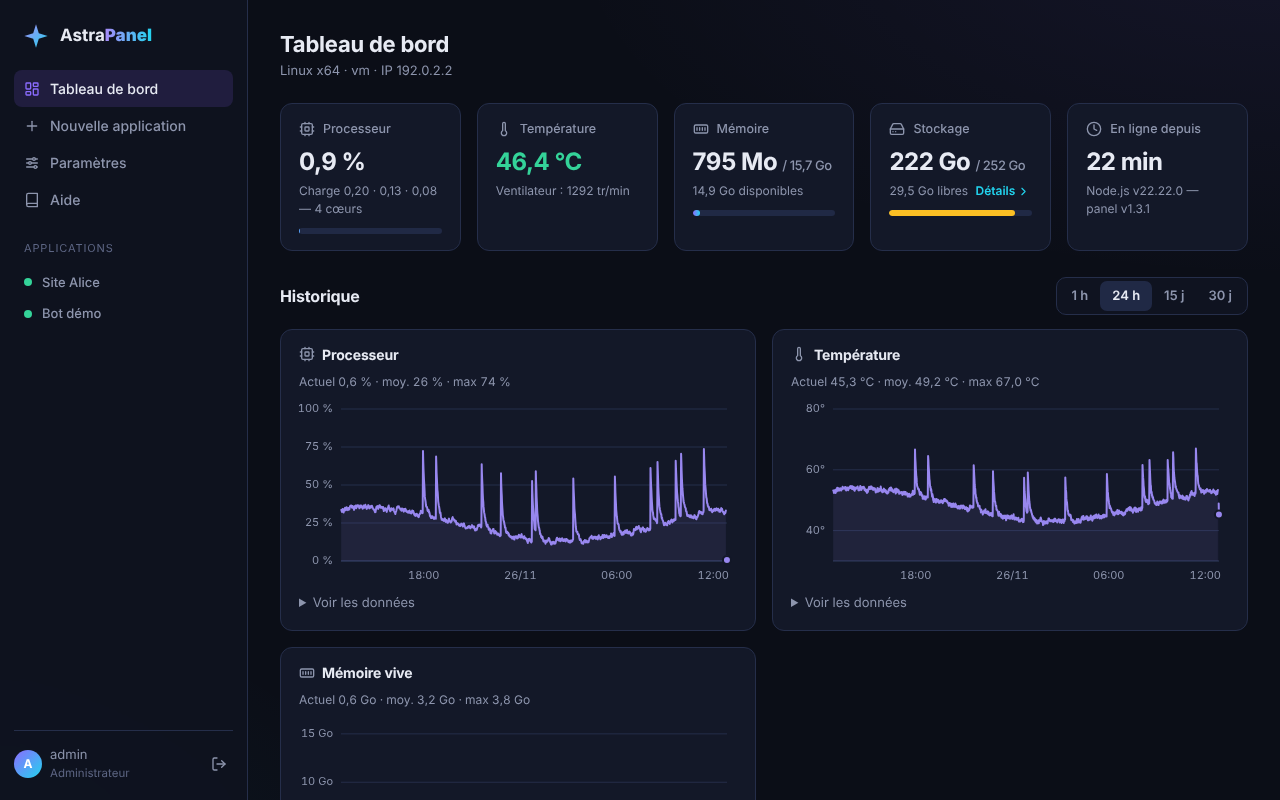 AstraPanel
Tableau de bord
Nouvelle application
Paramètres
Aide
APPLICATIONS
Site Alice
Bot démo
A
admin
Administrateur
Tableau de bord
Linux x64 · vm · IP 192.0.2.2
Processeur
0,9 %
Charge 0,20 · 0,13 · 0,08
— 4 cœurs
Température
46,4 °C
Ventilateur : 1292 tr/min
Mémoire
795 Mo / 15,7 Go
14,9 Go disponibles
Stockage
222 Go / 252 Go
29,5 Go libres Détails
En ligne depuis
22 min
Node.js v22.22.0 —
panel v1.3.1
Historique
1 h 24 h 15 j 30 j
Processeur
Actuel 0,6 % · moy. 26 % · max 74 %
100 %
75 %
50 %
25 %
0 %
18:00 26/11 06:00 12:00
Voir les données
Température
Actuel 45,3 °C · moy. 49,2 °C · max 67,0 °C
80°
60°
40°
18:00 26/11 06:00 12:00
Voir les données
Mémoire vive
Actuel 0,6 Go · moy. 3,2 Go · max 3,8 Go
15 Go
10 Go